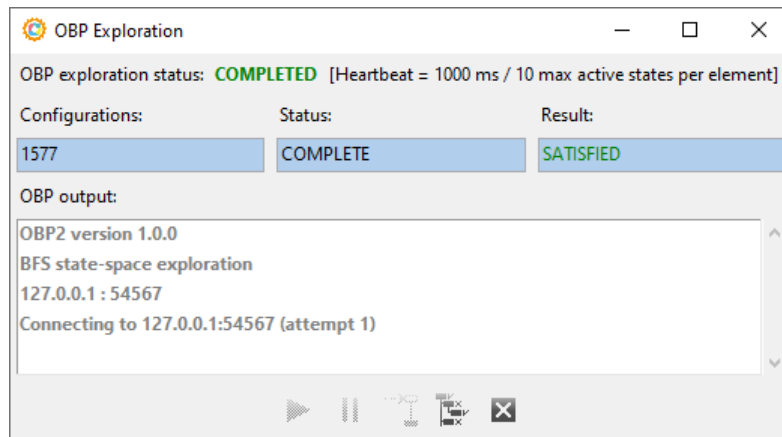 OBP Exploration
OBP exploration status: COMPLETED [Heartbeat = 1000 ms / 10 max active states per element]
Configurations: Status: Result:
1577 COMPLETE SATISFIED
OBP output:
OBP2 version 1.0.0
BFS state-space exploration
127.0.0.1 : 54567
Connecting to 127.0.0.1:54567 (attempt 1)